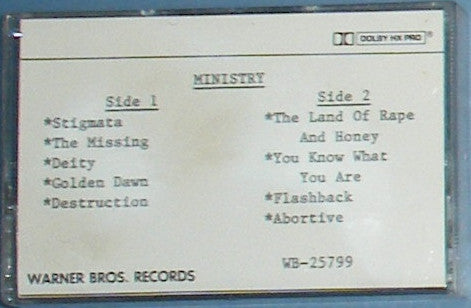 DOLBY HX PRO
MINISTRY
Side 1
*Stigmata
*The Missing
*Deity
*Golden Dawn
*Destruction
Side 2
*The Land Of Rape
And Honey
*You Know What
You Are
*Flashback
*Abortive
WB-25799
WARNER BROS. RECORDS